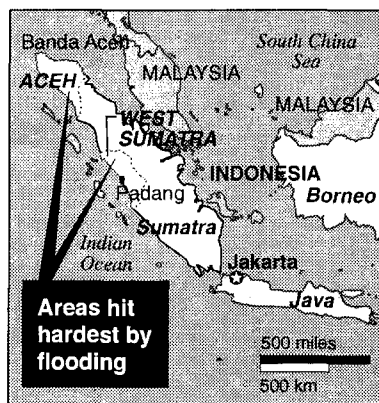 Banda Aceh
South China
Sea
ACEH
MALAYSIA
MALAYSIA
WEST
SUMATRA
INDONESIA
Padang
Borneo
Sumatra
Indian
Ocean
Jakarta
Java
Areas hit
hardest by
flooding
500 miles
500 km